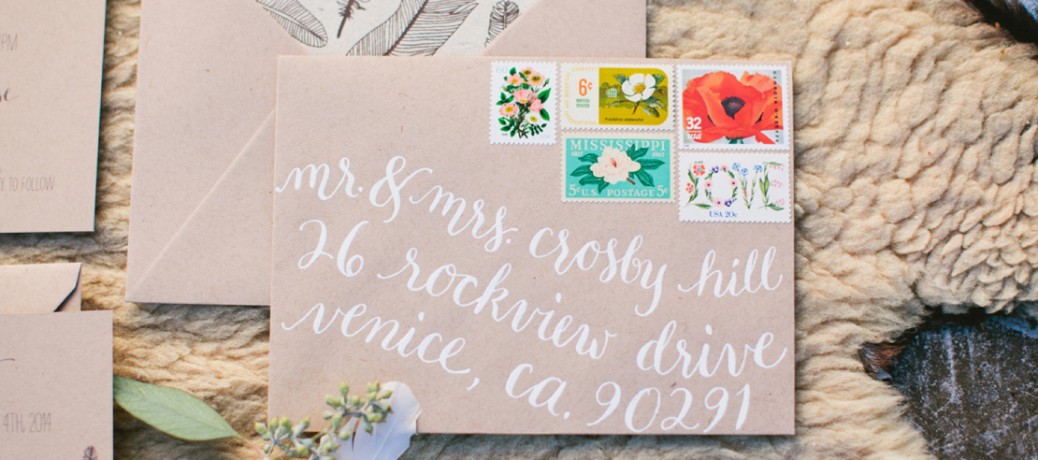 PM
Y TO FOLLOW
4TH, 2014
6¢
32
USA
MISSISSIPPI
5¢ U.S. POSTAGE 5¢
LOVE
USA 20c
mr. & mrs. crosby hill
26 rockview drive
venice, ca. 90291